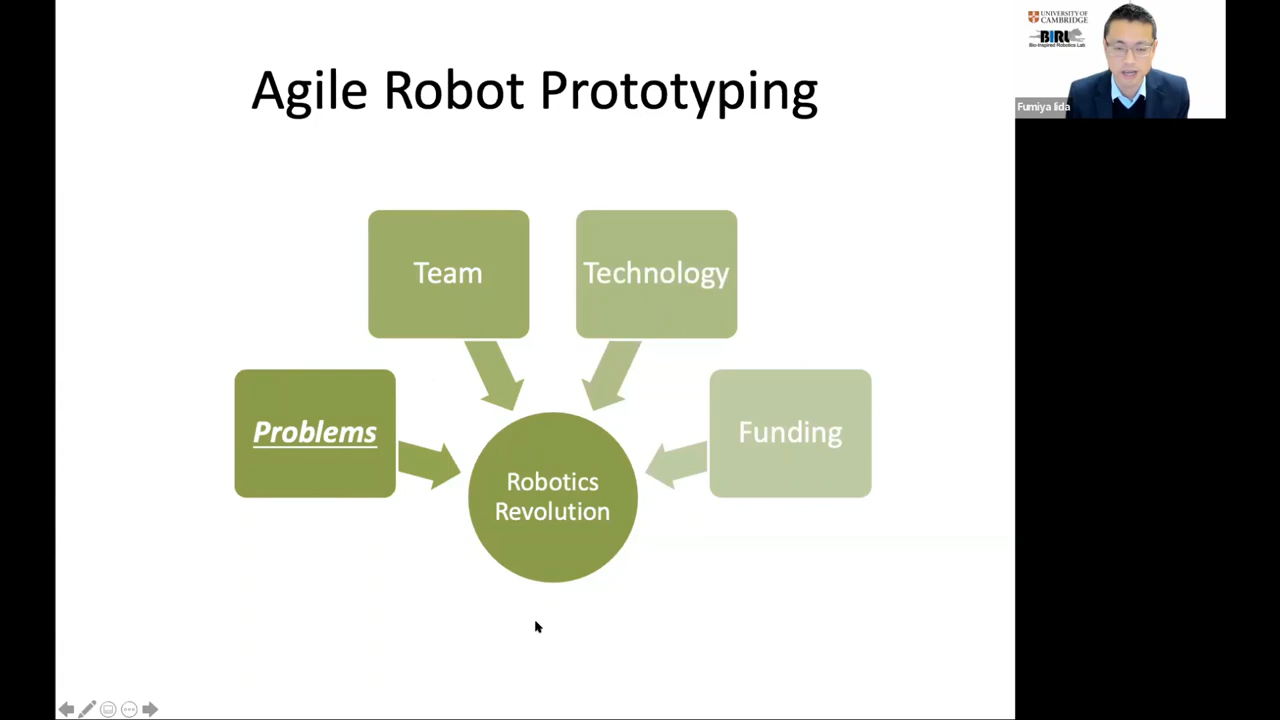 Agile Robot Prototyping
Team
Technology
Problems
Funding
Robotics
Revolution
UNIVERSITY OF
CAMBRIDGE
BIRL
Bio-Inspired Robotics Lab
Fumiya Iida